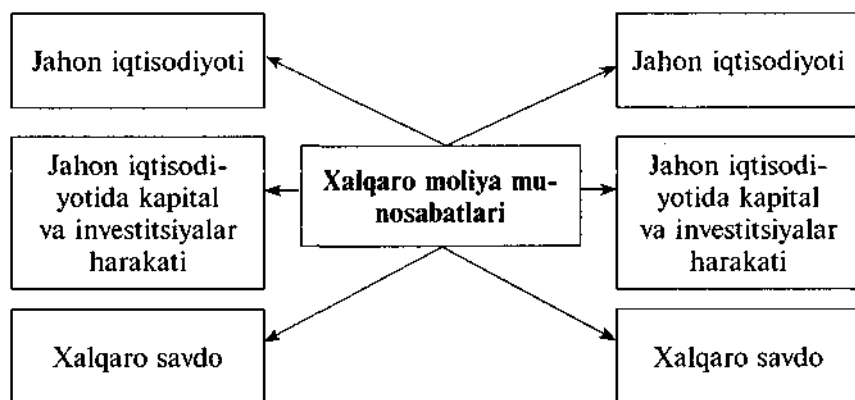 Jahon iqtisodiyoti
Jahon iqtisodi-
yotida kapital
va investitsiyalar
harakati
Xalqaro savdo
Xalqaro moliya mu-
nosabatlari
Jahon iqtisodiyoti
Jahon iqtisodi-
yotida kapital
va investitsiyalar
harakati
Xalqaro savdo